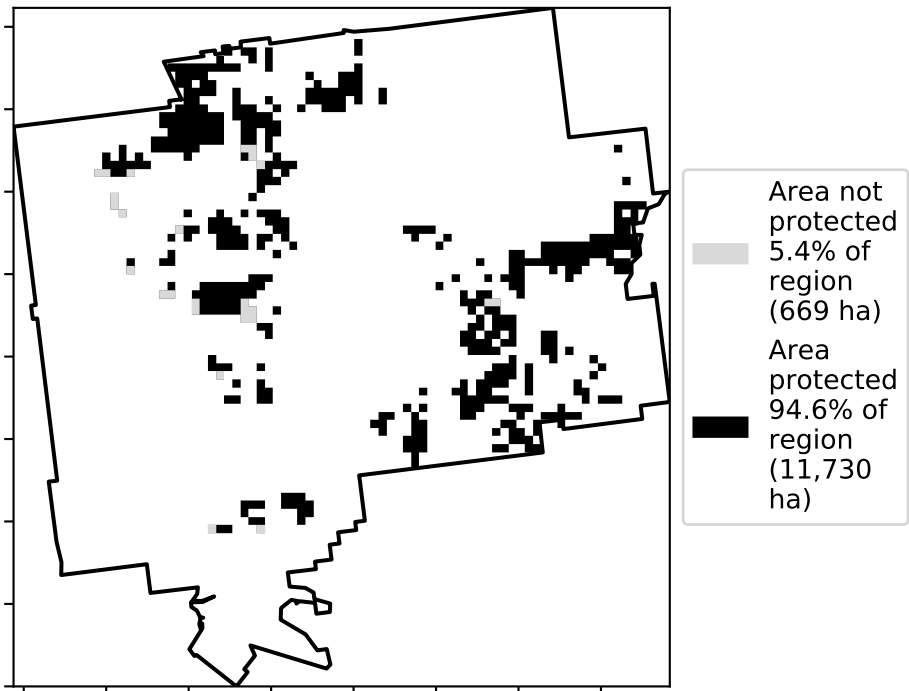 Area not
protected
5.4% of
region
(669 ha)
Area
protected
94.6% of
region
(11,730
ha)